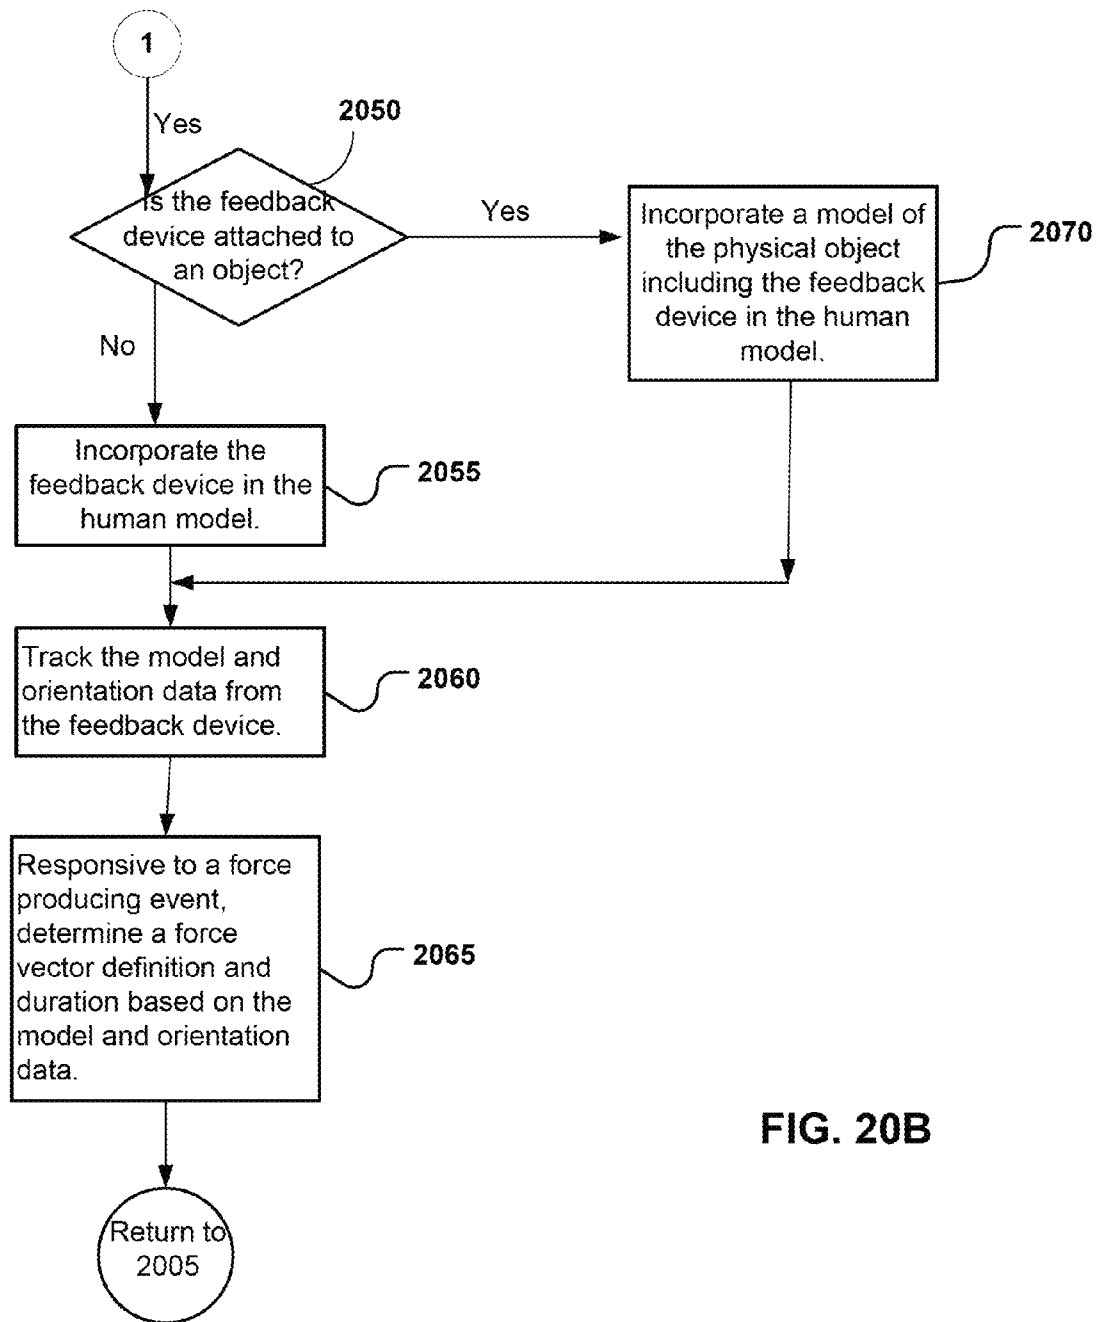 1
Yes
2050
Is the feedback
device attached to
an object?
Yes
Incorporate a model of
the physical object
including the feedback
device in the human
model.
2070
No
Incorporate the
feedback device in the
human model.
2055
Track the model and
orientation data from
the feedback device.
2060
Responsive to a force
producing event,
determine a force
vector definition and
duration based on the
model and orientation
data.
2065
FIG. 20B
Return to
2005